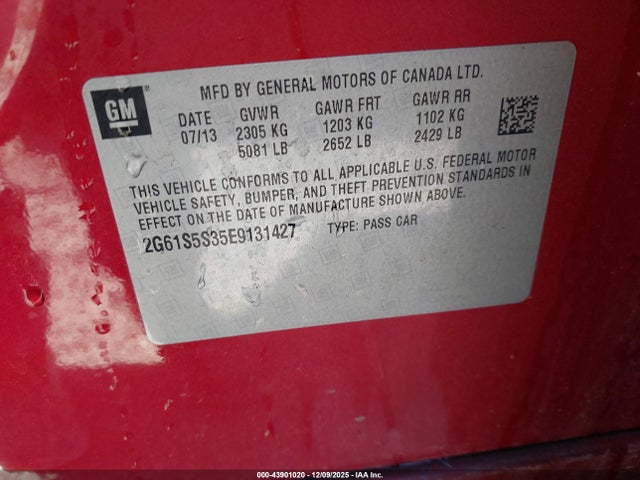 GM
MFD BY GENERAL MOTORS OF CANADA LTD.
DATE GVWR GAWR FRT GAWR RR
07/13 2305 KG 1203 KG 1102 KG
5081 LB 2652 LB 2429 LB
THIS VEHICLE CONFORMS TO ALL APPLICABLE U.S. FEDERAL MOTOR
VEHICLE SAFETY, BUMPER, AND THEFT PREVENTION STANDARDS IN
EFFECT ON THE DATE OF MANUFACTURE SHOWN ABOVE.
2G61S5S35E9131427 TYPE: PASS CAR
000-43901020 - 12/09/2025 - IAA Inc.